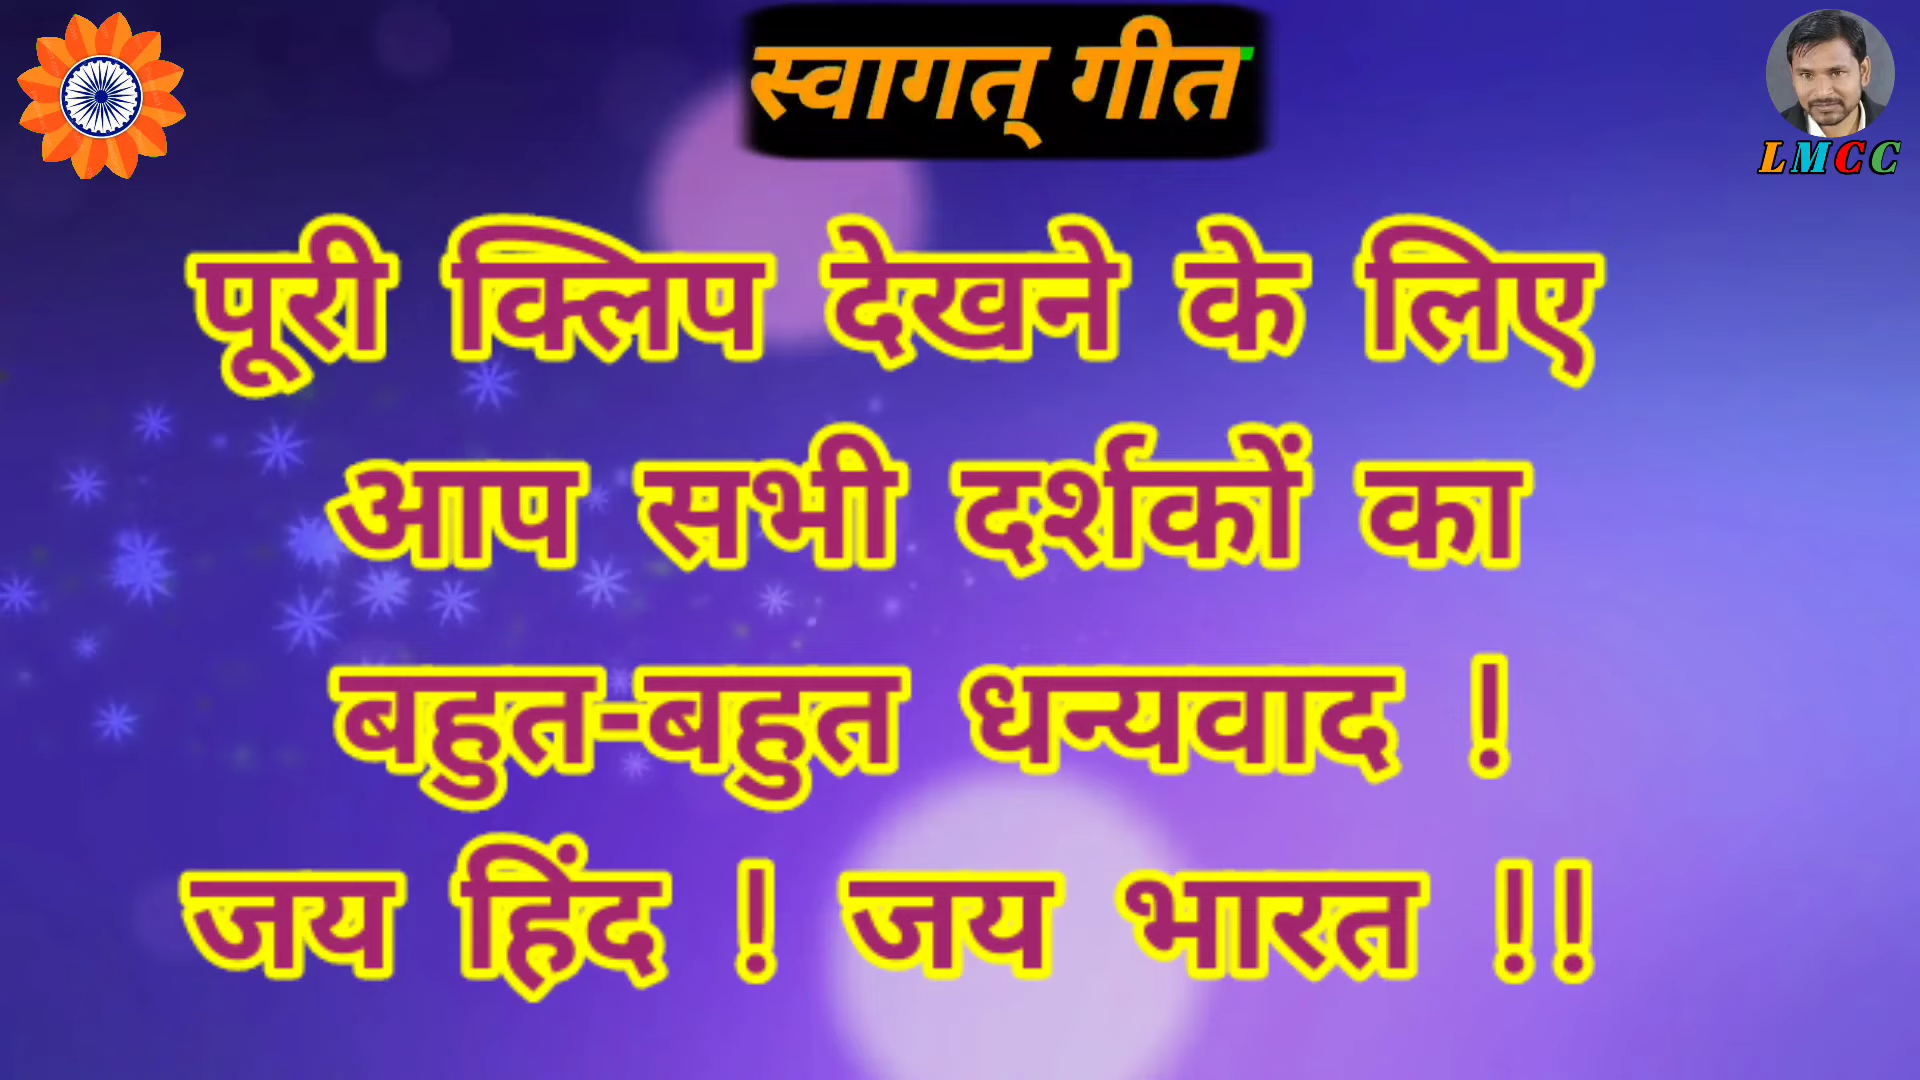 स्वागत् गीत
LMCC
पूरी क्लिप देखने के लिए
आप सभी दर्शकों का
बहुत-बहुत धन्यवाद !
जय हिंद ! जय भारत !!